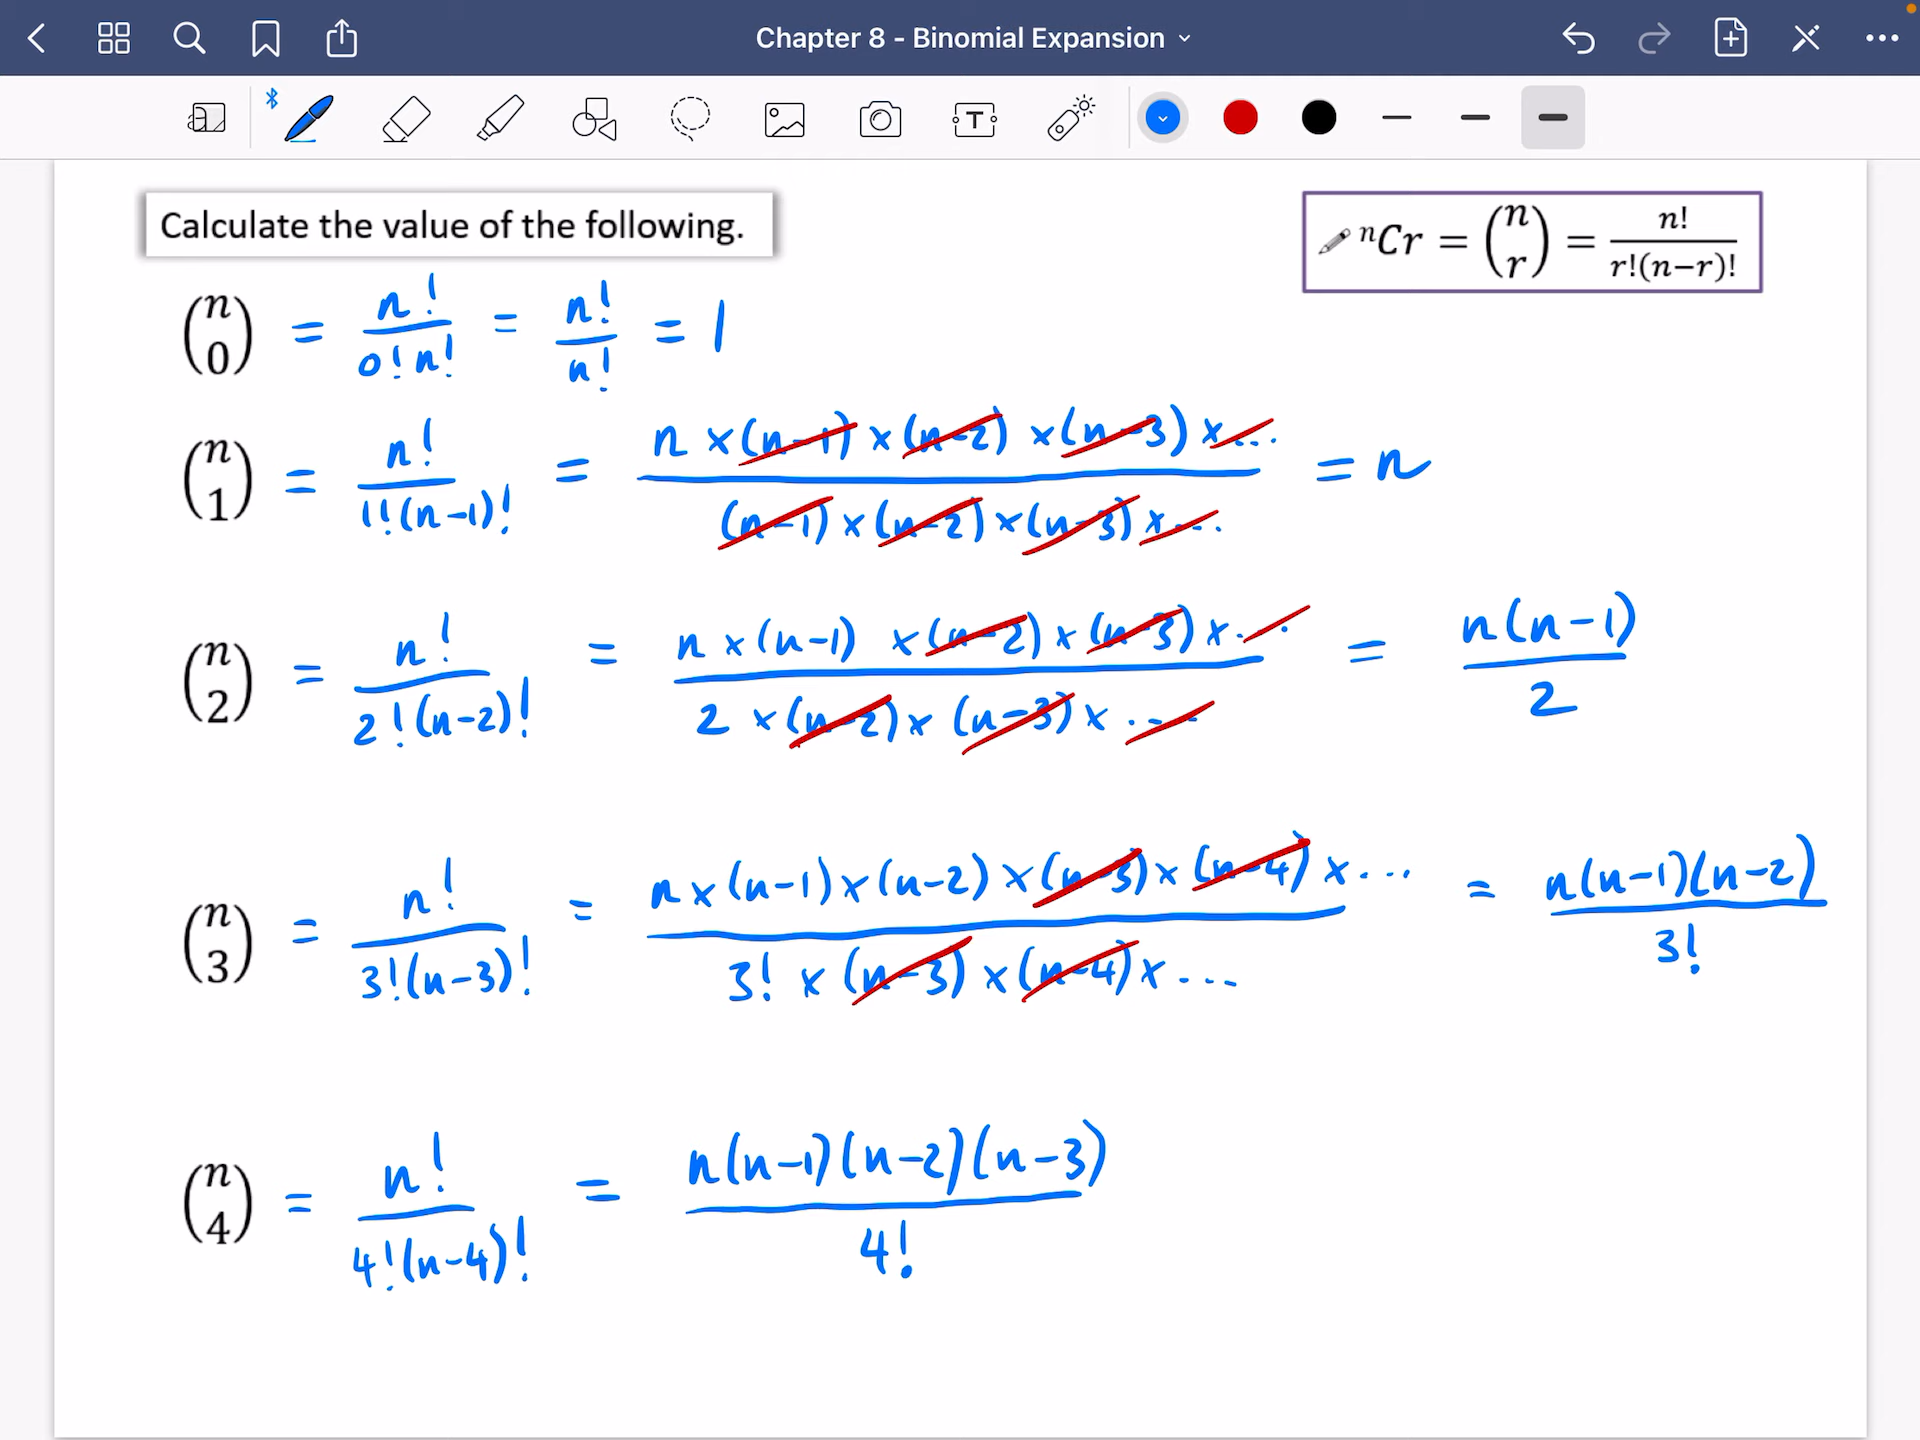 Chapter 8 - Binomial Expansion
Calculate the value of the following.
ⁿCr = (n r) = n! / r!(n−r)!
(n 0) = n! / 0! n! = n! / n! = 1
(n 1) = n! / 1!(n−1)! = n × (n−1) × (n−2) × (n−3) × ... / (n−1) × (n−2) × (n−3) × ... = n
(n 2) = n! / 2!(n−2)! = n × (n−1) × (n−2) × (n−3) × ... / 2 × (n−2) × (n−3) × ... = n(n−1) / 2
(n 3) = n! / 3!(n−3)! = n × (n−1) × (n−2) × (n−3) × (n−4) × ... / 3! × (n−3) × (n−4) × ... = n(n−1)(n−2) / 3!
(n 4) = n! / 4!(n−4)! = n(n−1)(n−2)(n−3) / 4!